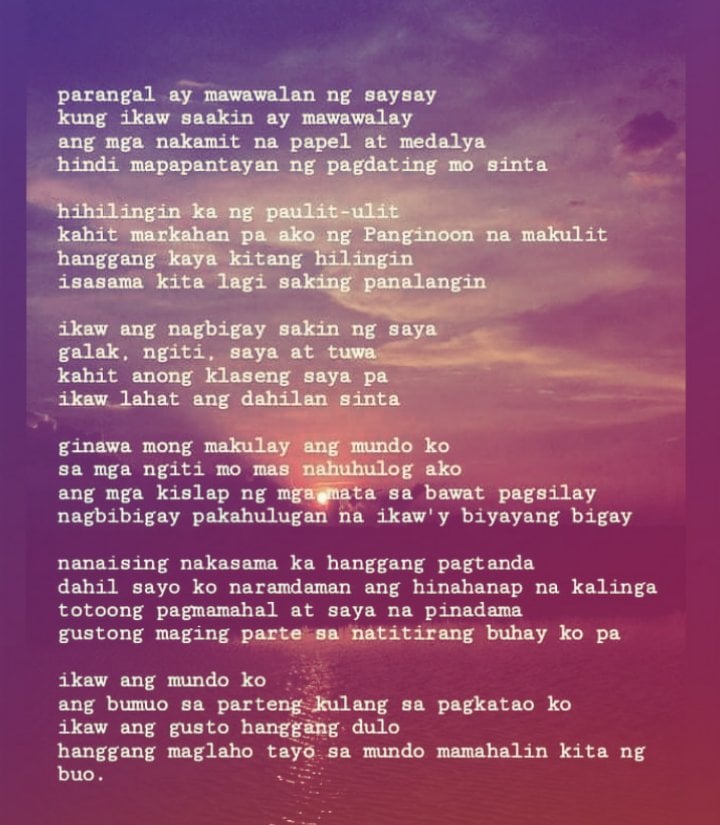 parangal ay mawawalan ng saysay
kung ikaw saakin ay mawawalay
ang mga nakamit na papel at medalya
hindi mapapantayan ng pagdating mo sinta
hihilingin ka ng paulit-ulit
kahit markahan pa ako ng Panginoon na makulit
hanggang kaya kitang hilingin
isasama kita lagi saking panalangin
ikaw ang nagbigay sakin ng saya
galak, ngiti, saya at tuwa
kahit anong klaseng saya pa
ikaw lahat ang dahilan sinta
ginawa mong makulay ang mundo ko
sa mga ngiti mo mas nahuhulog ako
ang mga kislap ng mga mata sa bawat pagsilay
nagbibigay pakahulugan na ikaw'y biyayang bigay
nanaising nakasama ka hanggang pagtanda
dahil sayo ko naramdaman ang hinahanap na kalinga
totoong pagmamahal at saya na pinadama
gustong maging parte sa natitirang buhay ko pa
ikaw ang mundo ko
ang bumuo sa parteng kulang sa pagkatao ko
ikaw ang gusto hanggang dulo
hanggang maglaho tayo sa mundo mamahalin kita ng
buo.